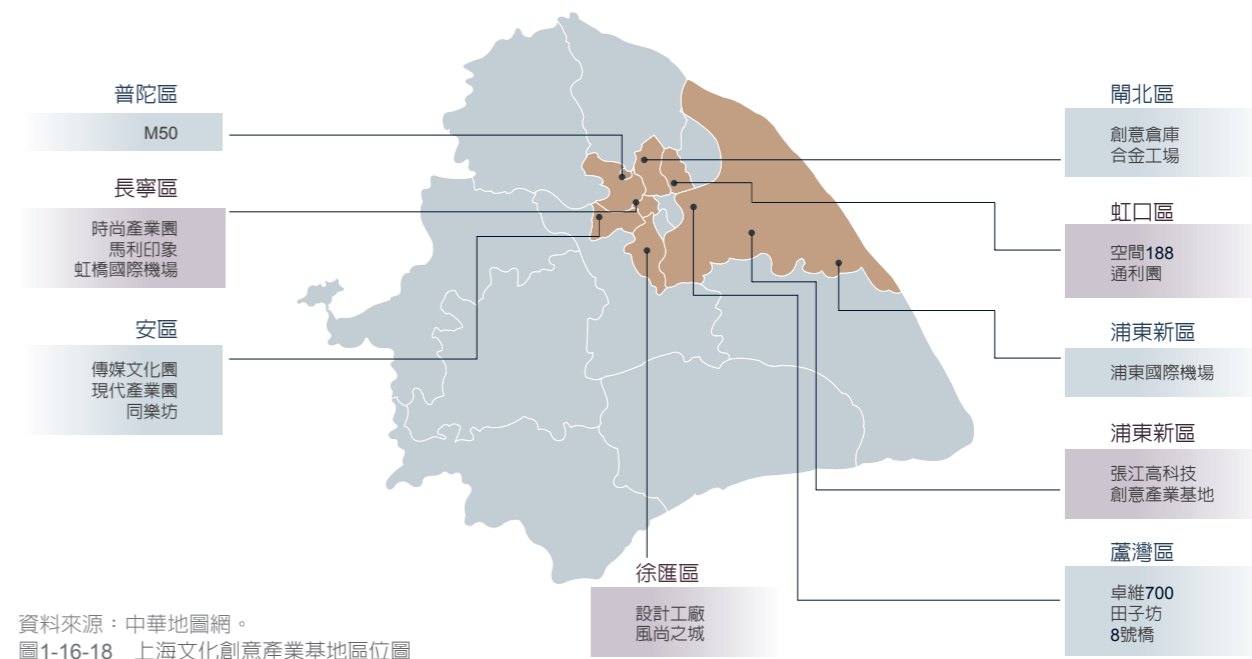 普陀區
M50
長寧區
時尚產業園
馬利印象
虹橋國際機場
安區
傳媒文化園
現代產業園
同樂坊
徐匯區
設計工廠
風尚之城
閘北區
創意倉庫
合金工場
虹口區
空間188
通利園
浦東新區
浦東國際機場
浦東新區
張江高科技
創意產業基地
蘆灣區
卓維700
田子坊
8號橋
資料來源：中華地圖網。
圖1-16-18 上海文化創意產業基地區位圖